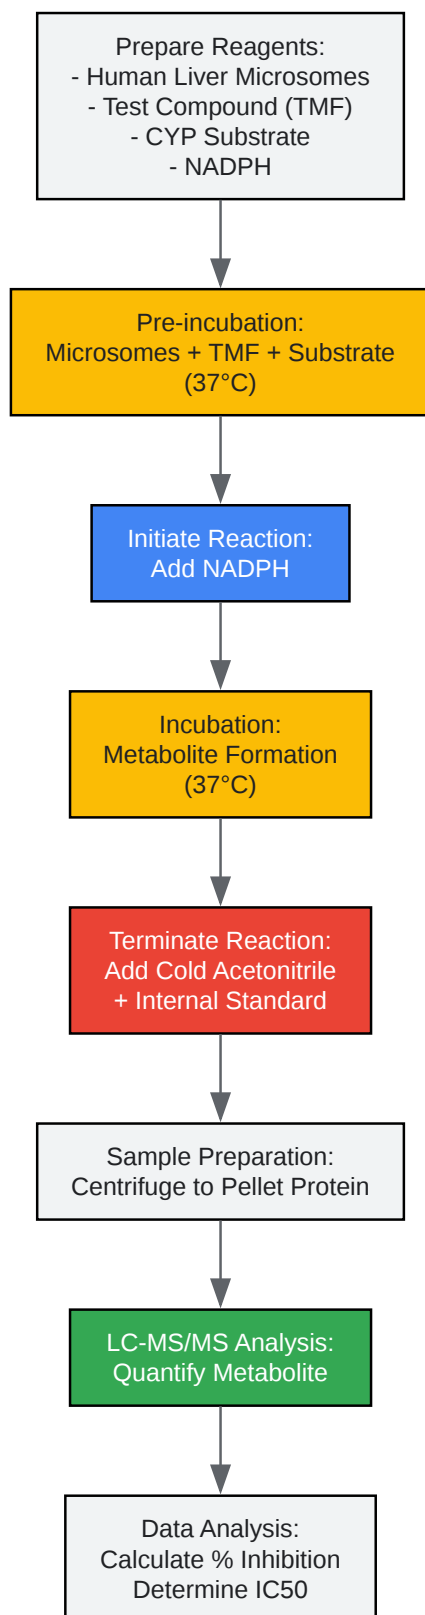 Prepare Reagents:
- Human Liver Microsomes
- Test Compound (TMF)
- CYP Substrate
- NADPH
Pre-incubation:
Microsomes + TMF + Substrate
(37°C)
Initiate Reaction:
Add NADPH
Incubation:
Metabolite Formation
(37°C)
Terminate Reaction:
Add Cold Acetonitrile
+ Internal Standard
Sample Preparation:
Centrifuge to Pellet Protein
LC-MS/MS Analysis:
Quantify Metabolite
Data Analysis:
Calculate % Inhibition
Determine IC50